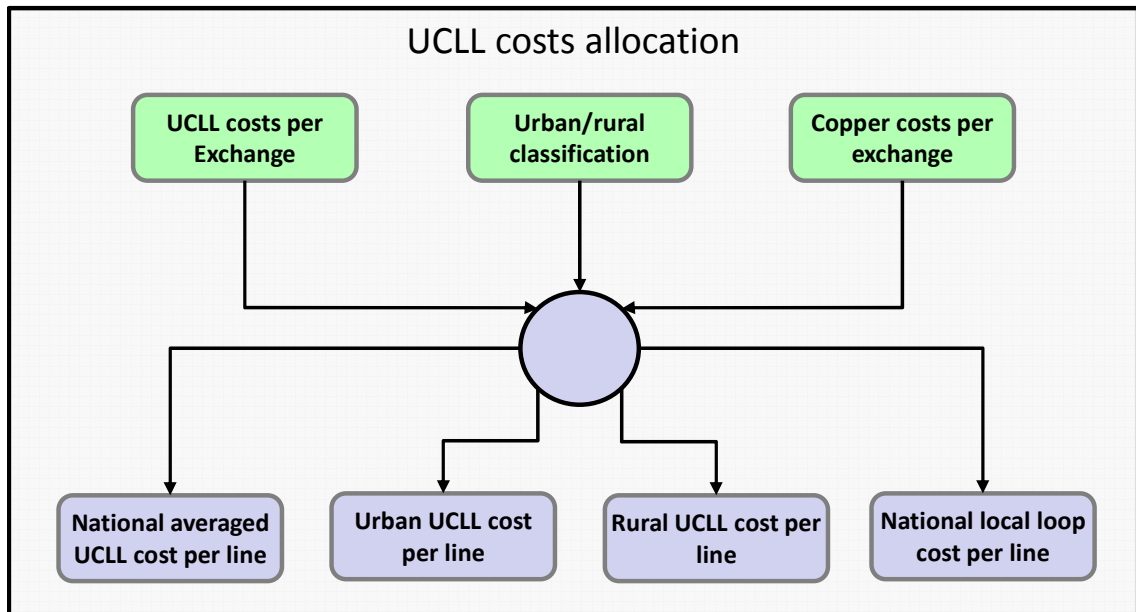 UCLL costs allocation
UCLL costs per
Exchange
Urban/rural
classification
Copper costs per
exchange
National averaged
UCLL cost per line
Urban UCLL cost
per line
Rural UCLL cost per
line
National local loop
cost per line